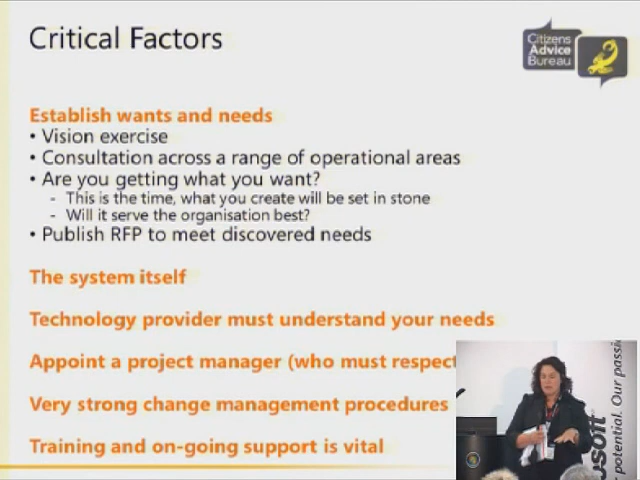 Critical Factors
Citizens
Advice
Bureau
Establish wants and needs
• Vision exercise
• Consultation across a range of operational areas
• Are you getting what you want?
- This is the time, what you create will be set in stone
- Will it serve the organisation best?
• Publish RFP to meet discovered needs
The system itself
Technology provider must understand your needs
Appoint a project manager (who must respect
Very strong change management procedures
Training and on-going support is vital
osoft
potential. Our passi